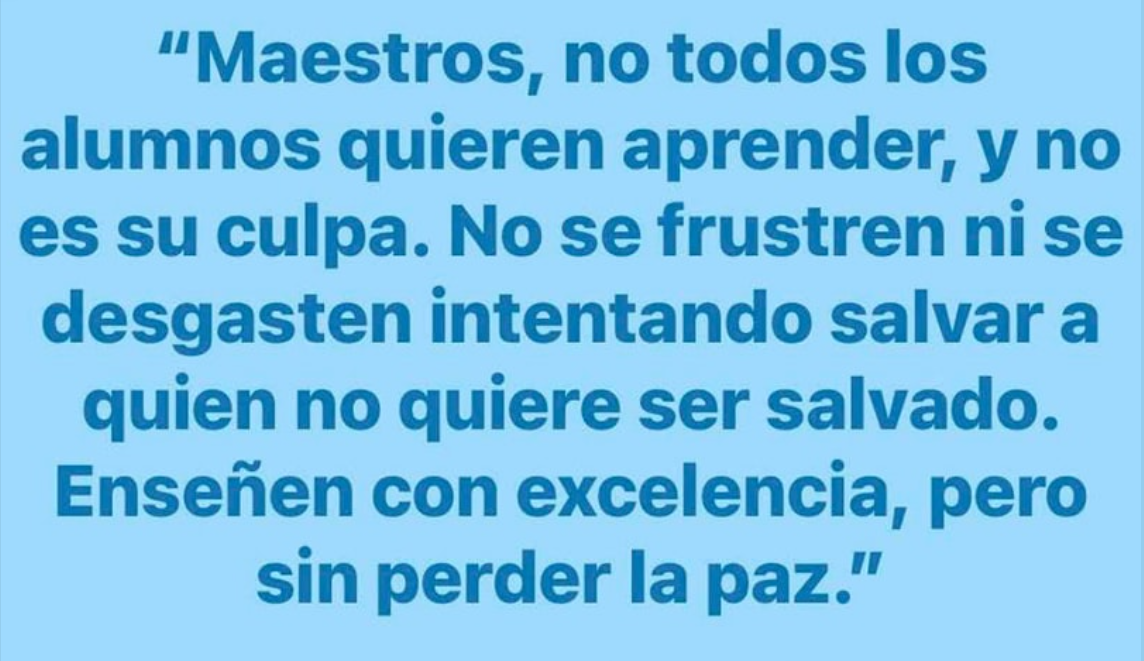 “Maestros, no todos los
alumnos quieren aprender, y no
es su culpa. No se frustren ni se
desgasten intentando salvar a
quien no quiere ser salvado.
Enseñen con excelencia, pero
sin perder la paz.”